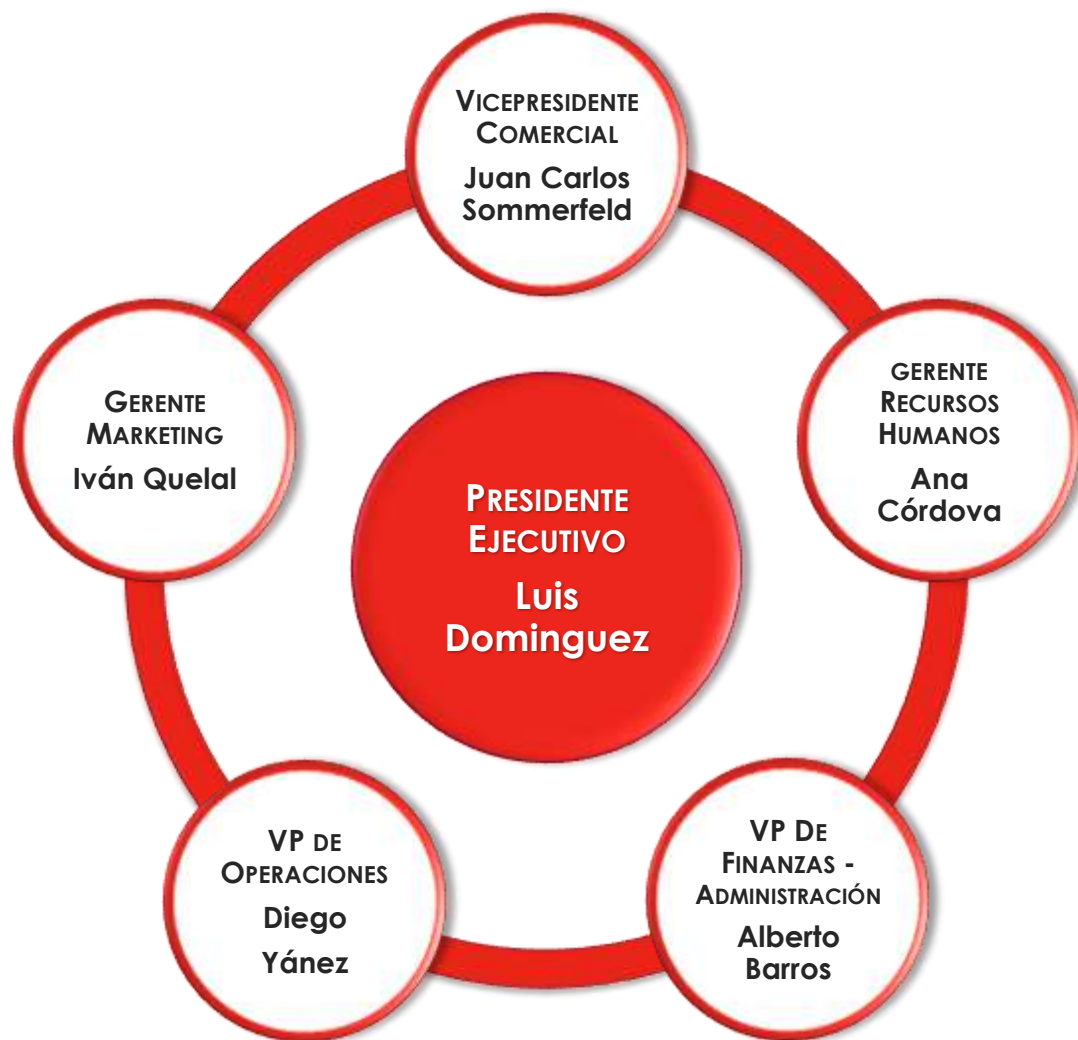 VICEPRESIDENTE
COMERCIAL
Juan Carlos
Sommerfeld
GERENTE
RECURSOS
HUMANOS
Ana
Córdova
VP DE
FINANZAS -
ADMINISTRACIÓN
Alberto
Barros
VP DE
OPERACIONES
Diego
Yánez
GERENTE
MARKETING
Iván Quelal
PRESIDENTE
EJECUTIVO
Luis
Dominguez